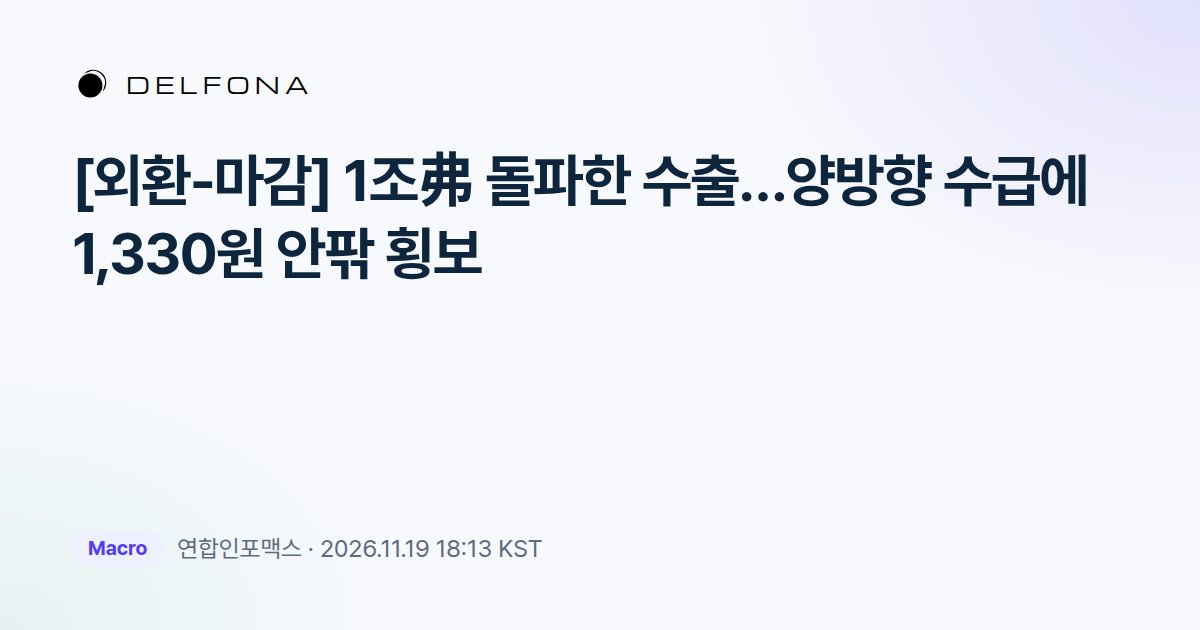 DELFONA
[외환-마감] 1조弗 돌파한 수출…양방향 수급에
1,330원 안팎 횡보
Macro 연합인포맥스 · 2026.11.19 18:13 KST